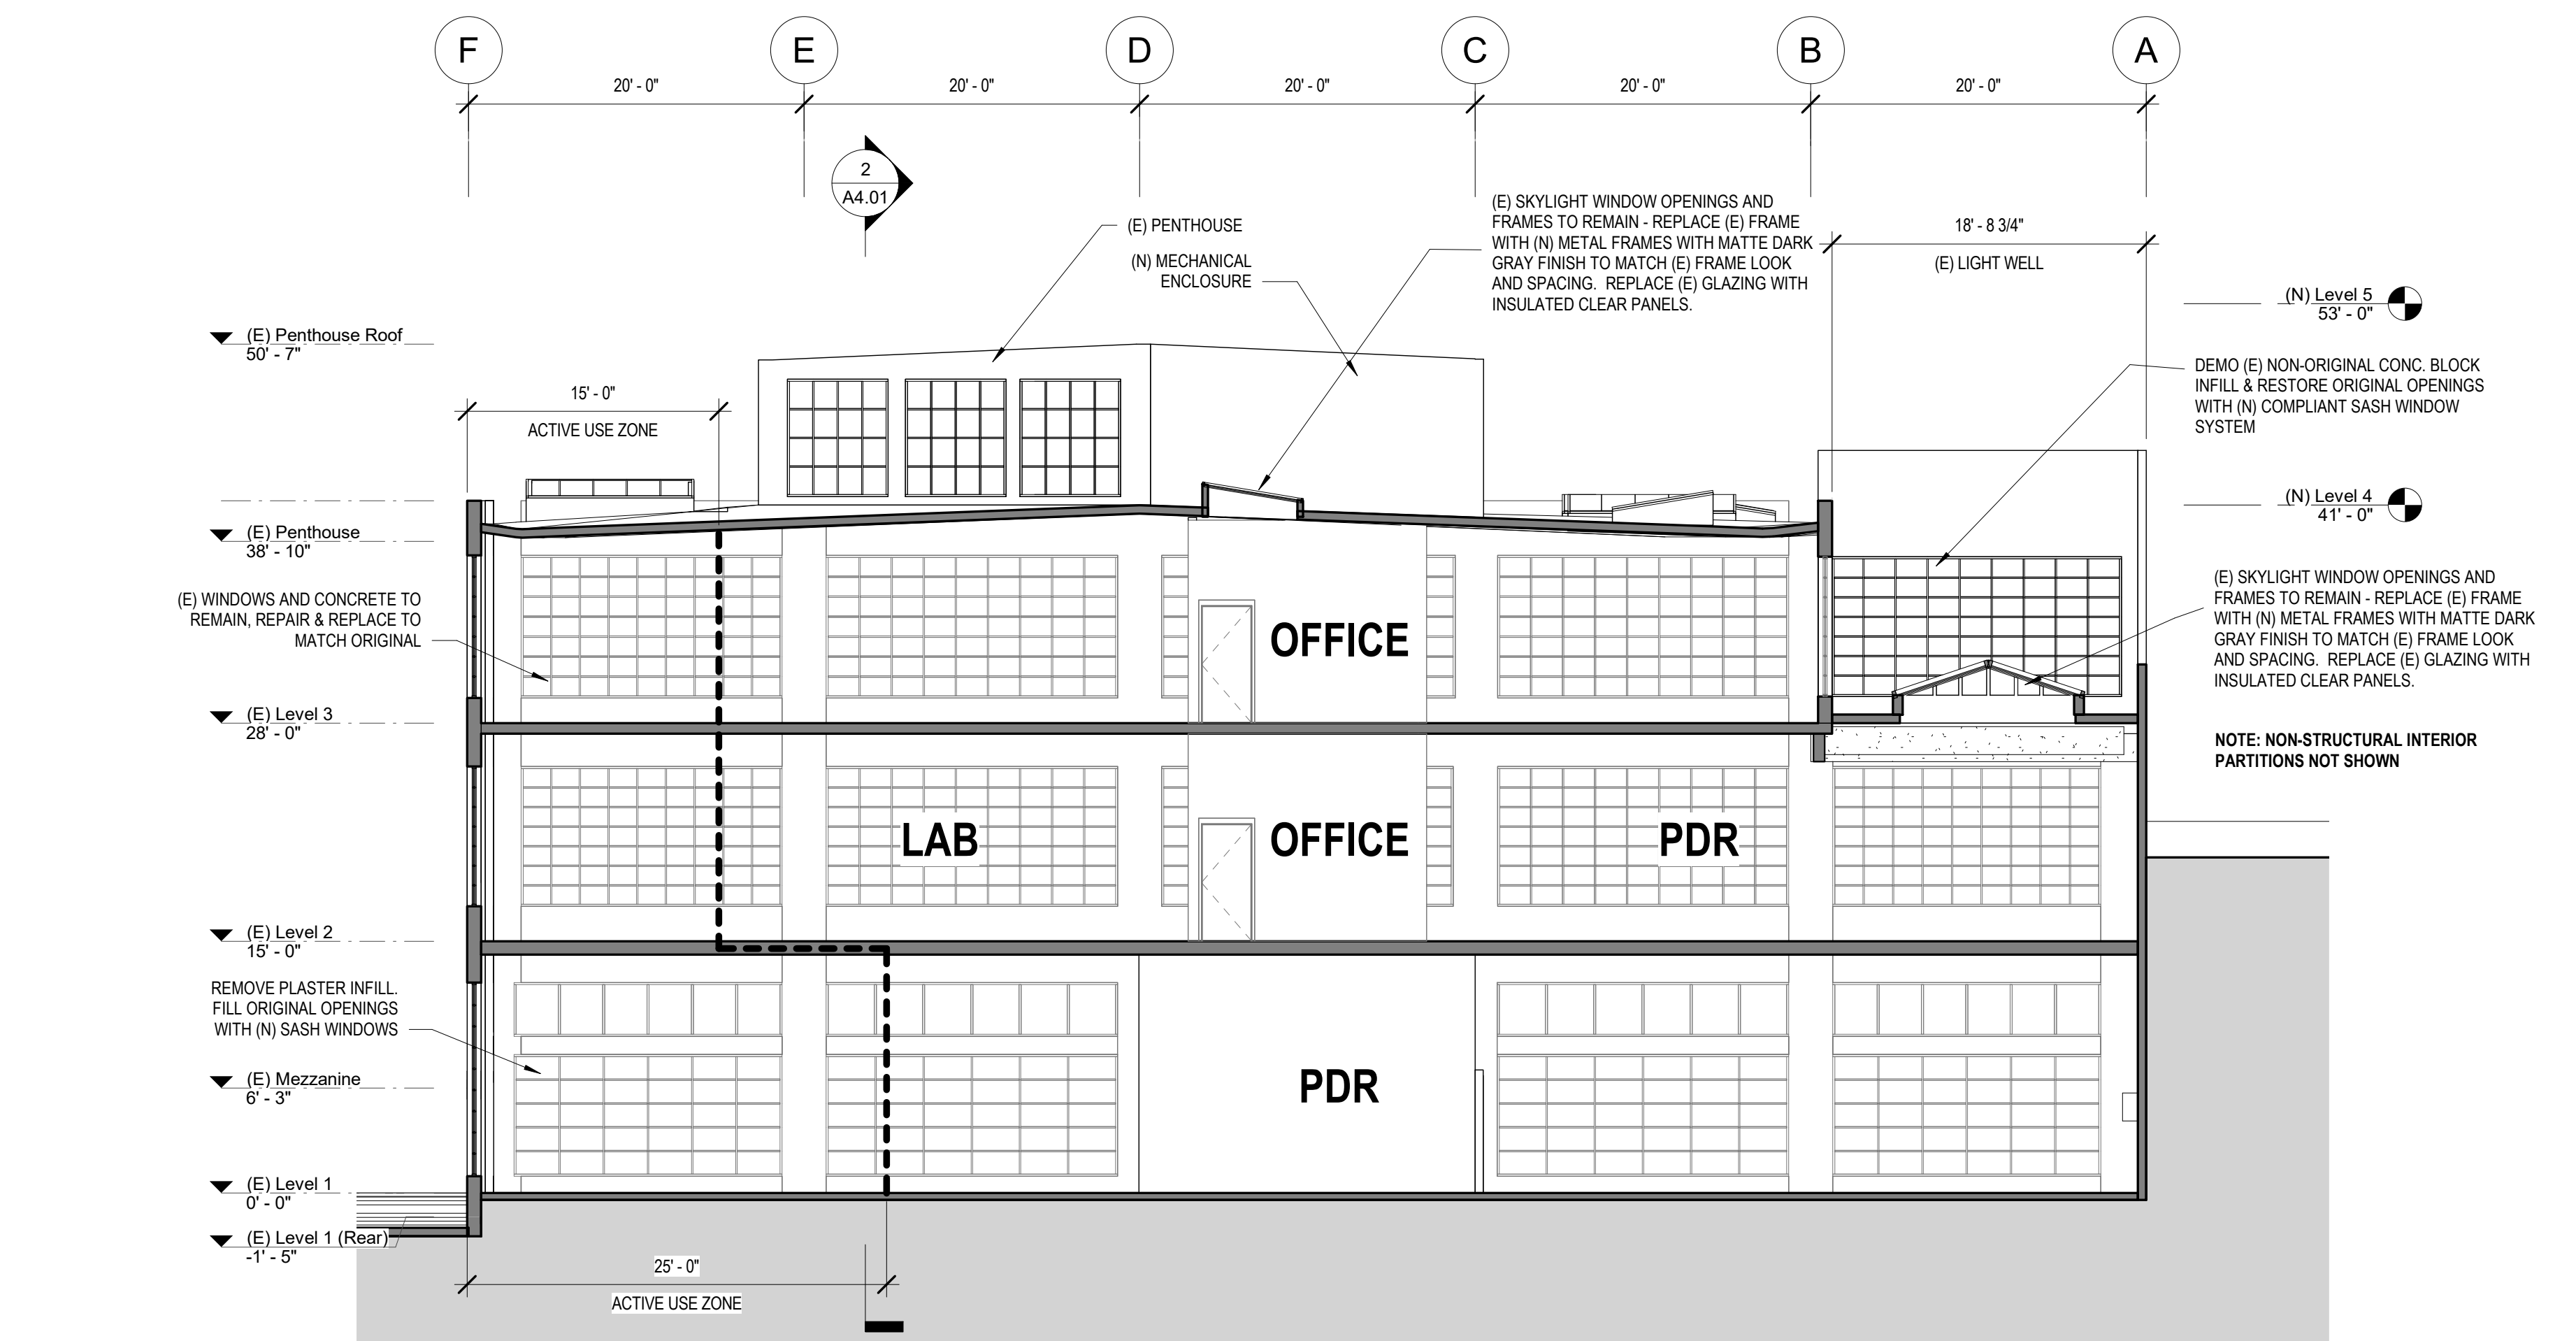 F
E
D
C
B
A
20' - 0"
20' - 0"
20' - 0"
20' - 0"
20' - 0"
2
A4.01
(E) PENTHOUSE
(N) MECHANICAL
ENCLOSURE
(E) SKYLIGHT WINDOW OPENINGS AND
FRAMES TO REMAIN - REPLACE (E) FRAME
WITH (N) METAL FRAMES WITH MATTE DARK
GRAY FINISH TO MATCH (E) FRAME LOOK
AND SPACING. REPLACE (E) GLAZING WITH
INSULATED CLEAR PANELS.
18' - 8 3/4"
(E) LIGHT WELL
(N) Level 5
53' - 0"
(E) Penthouse Roof
50' - 7"
15' - 0"
ACTIVE USE ZONE
DEMO (E) NON-ORIGINAL CONC. BLOCK
INFILL & RESTORE ORIGINAL OPENINGS
WITH (N) COMPLIANT SASH WINDOW
SYSTEM
(N) Level 4
41' - 0"
(E) Penthouse
38' - 10"
(E) WINDOWS AND CONCRETE TO
REMAIN, REPAIR & REPLACE TO
MATCH ORIGINAL
OFFICE
(E) SKYLIGHT WINDOW OPENINGS AND
FRAMES TO REMAIN - REPLACE (E) FRAME
WITH (N) METAL FRAMES WITH MATTE DARK
GRAY FINISH TO MATCH (E) FRAME LOOK
AND SPACING. REPLACE (E) GLAZING WITH
INSULATED CLEAR PANELS.
(E) Level 3
28' - 0"
NOTE: NON-STRUCTURAL INTERIOR
PARTITIONS NOT SHOWN
LAB
OFFICE
PDR
(E) Level 2
15' - 0"
REMOVE PLASTER INFILL.
FILL ORIGINAL OPENINGS
WITH (N) SASH WINDOWS
(E) Mezzanine
6' - 3"
PDR
(E) Level 1
0' - 0"
(E) Level 1 (Rear)
-1' - 5"
25' - 0"
ACTIVE USE ZONE